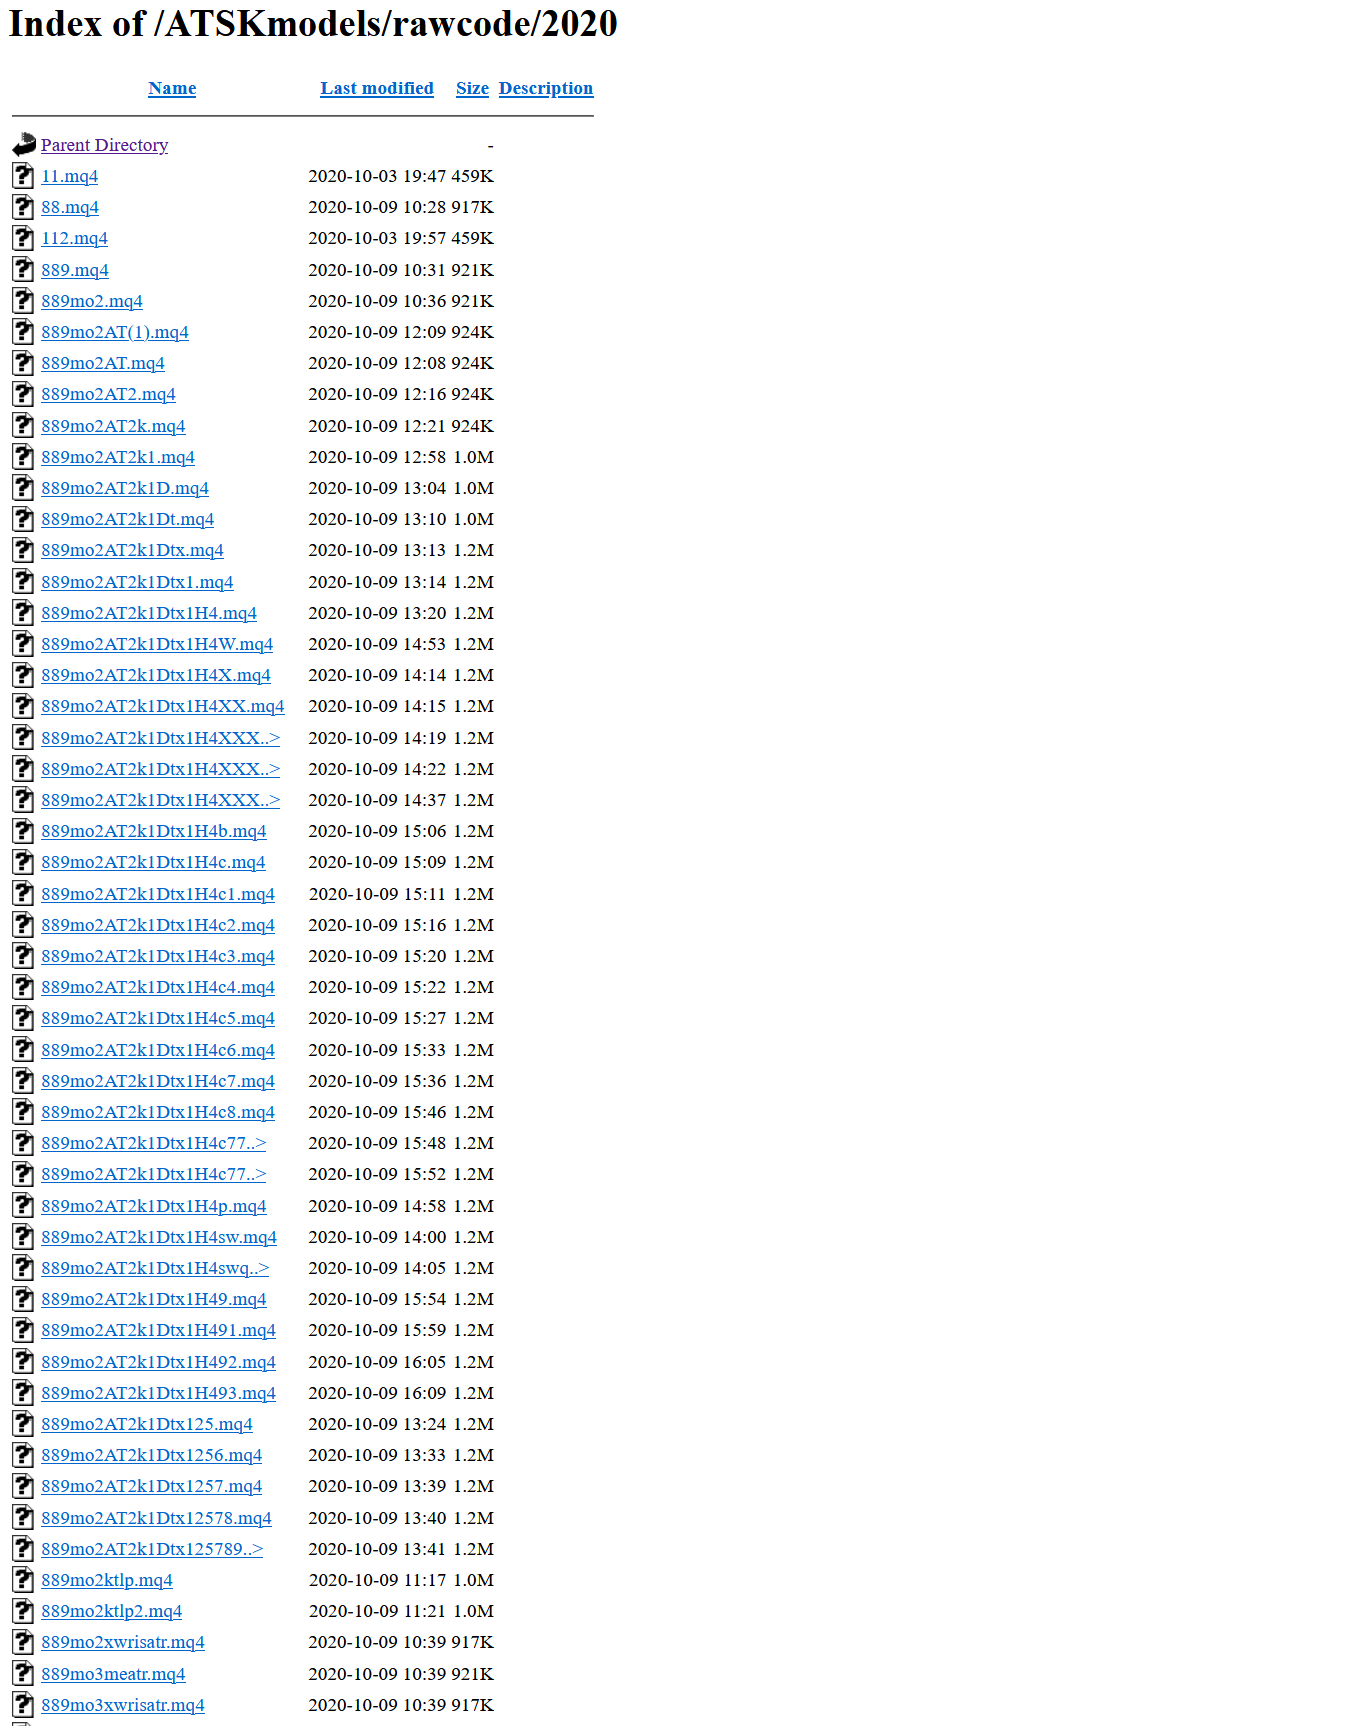 Index of /ATSKmodels/rawcode/2020
Name Last modified Size Description
Parent Directory -
11.mq4 2020-10-03 19:47 459K
88.mq4 2020-10-09 10:28 917K
112.mq4 2020-10-03 19:57 459K
889.mq4 2020-10-09 10:31 921K
889mo2.mq4 2020-10-09 10:36 921K
889mo2AT(1).mq4 2020-10-09 12:09 924K
889mo2AT.mq4 2020-10-09 12:08 924K
889mo2AT2.mq4 2020-10-09 12:16 924K
889mo2AT2k.mq4 2020-10-09 12:21 924K
889mo2AT2k1.mq4 2020-10-09 12:58 1.0M
889mo2AT2k1D.mq4 2020-10-09 13:04 1.0M
889mo2AT2k1Dt.mq4 2020-10-09 13:10 1.0M
889mo2AT2k1Dtx.mq4 2020-10-09 13:13 1.2M
889mo2AT2k1Dtx1.mq4 2020-10-09 13:14 1.2M
889mo2AT2k1Dtx1H4.mq4 2020-10-09 13:20 1.2M
889mo2AT2k1Dtx1H4W.mq4 2020-10-09 14:53 1.2M
889mo2AT2k1Dtx1H4X.mq4 2020-10-09 14:14 1.2M
889mo2AT2k1Dtx1H4XX.mq4 2020-10-09 14:15 1.2M
889mo2AT2k1Dtx1H4XXX..> 2020-10-09 14:19 1.2M
889mo2AT2k1Dtx1H4XXX..> 2020-10-09 14:22 1.2M
889mo2AT2k1Dtx1H4XXX..> 2020-10-09 14:37 1.2M
889mo2AT2k1Dtx1H4b.mq4 2020-10-09 15:06 1.2M
889mo2AT2k1Dtx1H4c.mq4 2020-10-09 15:09 1.2M
889mo2AT2k1Dtx1H4c1.mq4 2020-10-09 15:11 1.2M
889mo2AT2k1Dtx1H4c2.mq4 2020-10-09 15:16 1.2M
889mo2AT2k1Dtx1H4c3.mq4 2020-10-09 15:20 1.2M
889mo2AT2k1Dtx1H4c4.mq4 2020-10-09 15:22 1.2M
889mo2AT2k1Dtx1H4c5.mq4 2020-10-09 15:27 1.2M
889mo2AT2k1Dtx1H4c6.mq4 2020-10-09 15:33 1.2M
889mo2AT2k1Dtx1H4c7.mq4 2020-10-09 15:36 1.2M
889mo2AT2k1Dtx1H4c8.mq4 2020-10-09 15:46 1.2M
889mo2AT2k1Dtx1H4c77..> 2020-10-09 15:48 1.2M
889mo2AT2k1Dtx1H4c77..> 2020-10-09 15:52 1.2M
889mo2AT2k1Dtx1H4p.mq4 2020-10-09 14:58 1.2M
889mo2AT2k1Dtx1H4sw.mq4 2020-10-09 14:00 1.2M
889mo2AT2k1Dtx1H4swq..> 2020-10-09 14:05 1.2M
889mo2AT2k1Dtx1H49.mq4 2020-10-09 15:54 1.2M
889mo2AT2k1Dtx1H491.mq4 2020-10-09 15:59 1.2M
889mo2AT2k1Dtx1H492.mq4 2020-10-09 16:05 1.2M
889mo2AT2k1Dtx1H493.mq4 2020-10-09 16:09 1.2M
889mo2AT2k1Dtx125.mq4 2020-10-09 13:24 1.2M
889mo2AT2k1Dtx1256.mq4 2020-10-09 13:33 1.2M
889mo2AT2k1Dtx1257.mq4 2020-10-09 13:39 1.2M
889mo2AT2k1Dtx12578.mq4 2020-10-09 13:40 1.2M
889mo2AT2k1Dtx125789..> 2020-10-09 13:41 1.2M
889mo2ktlp.mq4 2020-10-09 11:17 1.0M
889mo2ktlp2.mq4 2020-10-09 11:21 1.0M
889mo2xwrisatr.mq4 2020-10-09 10:39 917K
889mo3meatr.mq4 2020-10-09 10:39 921K
889mo3xwrisatr.mq4 2020-10-09 10:39 917K